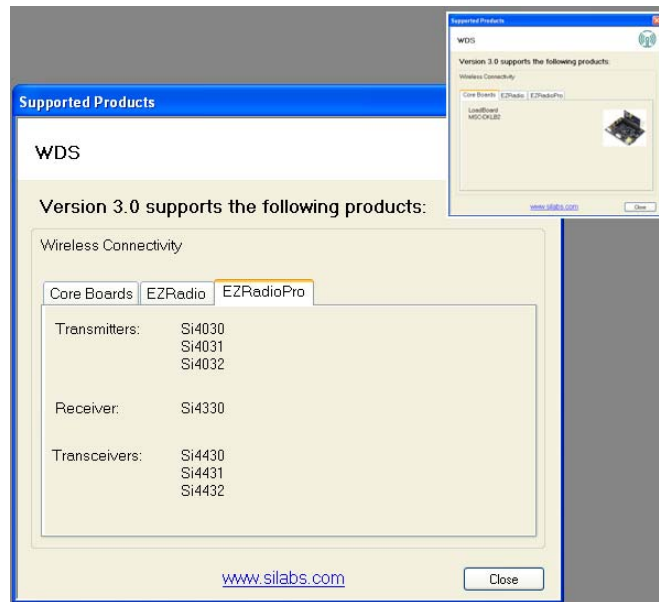 Supported Products
WDS
Version 3.0 supports the following products:
Wireless Connectivity
Core Boards EZRadio EZRadioPro
LoadBoard
MSC-DKLB2
www.silabs.com Close
Supported Products
WDS
Version 3.0 supports the following products:
Wireless Connectivity
Core Boards EZRadio EZRadioPro
Transmitters: Si4030
Si4031
Si4032
Receiver: Si4330
Transceivers: Si4430
Si4431
Si4432
www.silabs.com Close